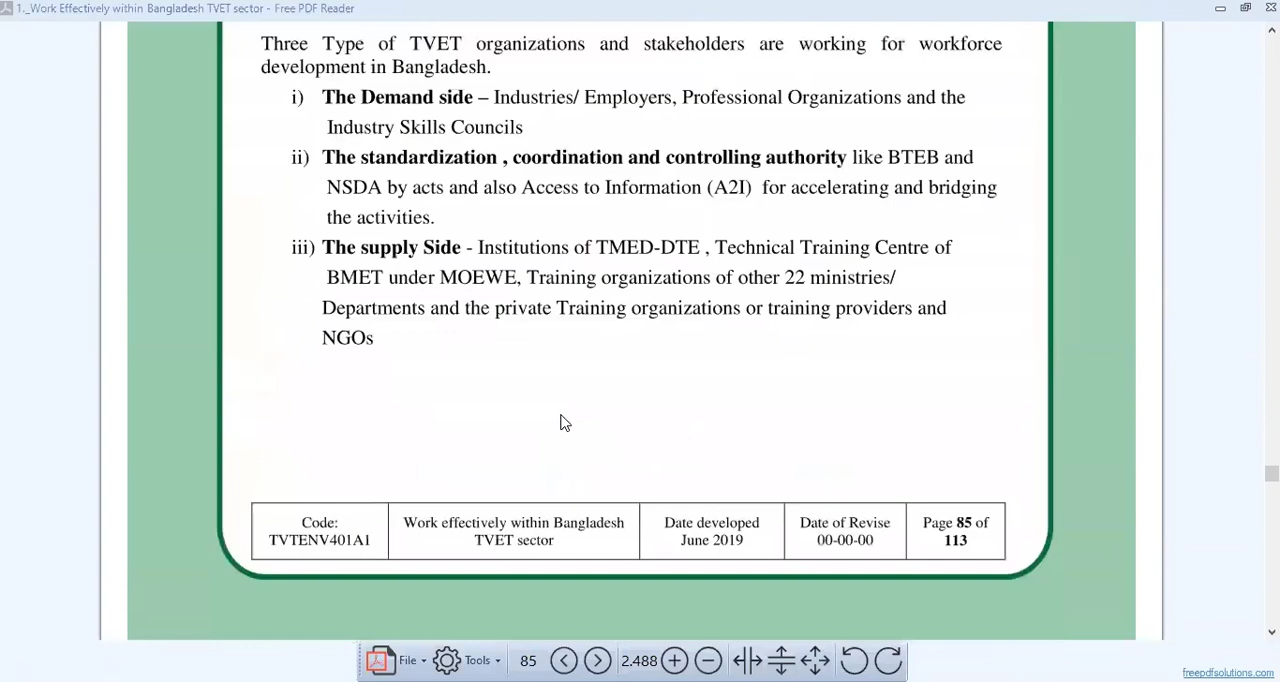 1._Work Effectively within Bangladesh TVET sector - Free PDF Reader
Three Type of TVET organizations and stakeholders are working for workforce
development in Bangladesh.
i) The Demand side – Industries/ Employers, Professional Organizations and the
Industry Skills Councils
ii) The standardization , coordination and controlling authority like BTEB and
NSDA by acts and also Access to Information (A2I) for accelerating and bridging
the activities.
iii) The supply Side - Institutions of TMED-DTE , Technical Training Centre of
BMET under MOEWE, Training organizations of other 22 ministries/
Departments and the private Training organizations or training providers and
NGOs
Code:
TVTENV401A1
Work effectively within Bangladesh
TVET sector
Date developed
June 2019
Date of Revise
00-00-00
Page 85 of
113
File
Tools
85
2.488
freepdfsolutions.com